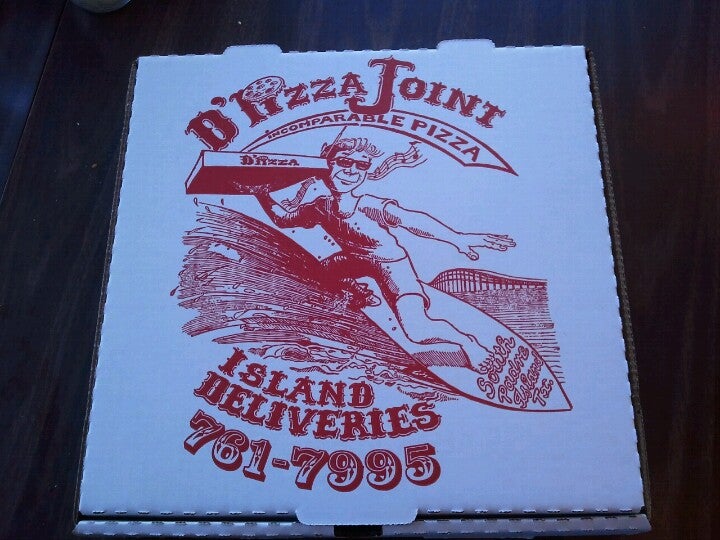 D'Pizza Joint
INCOMPARABLE PIZZA
D'Pizza
South
Padre
Island
Tex.
ISLAND
DELIVERIES
761-7995